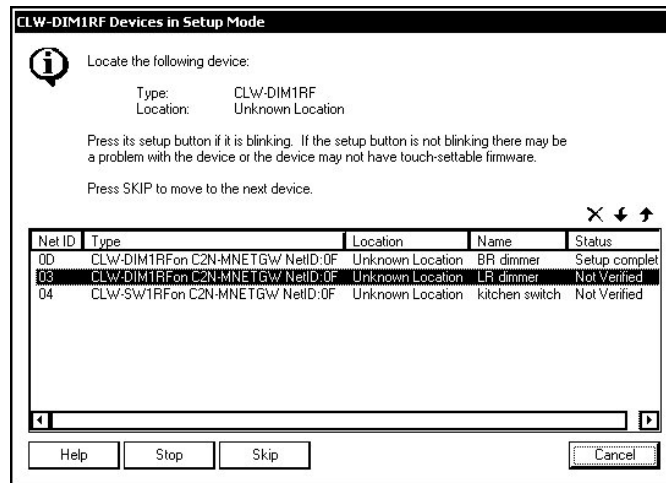 CLW-DIM1RF Devices in Setup Mode
Locate the following device:
Type: CLW-DIM1RF
Location: Unknown Location
Press its setup button if it is blinking. If the setup button is not blinking there may be
a problem with the device or the device may not have touch-settable firmware.
Press SKIP to move to the next device.
Net ID Type Location Name Status
0D CLW-DIM1RFon C2N-MNETGW NetID:0F Unknown Location BR dimmer Setup complet
03 CLW-DIM1RFon C2N-MNETGW NetID:0F Unknown Location LR dimmer Not Verified
04 CLW-SW1RFon C2N-MNETGW NetID:0F Unknown Location kitchen switch Not Verified
Help Stop Skip Cancel